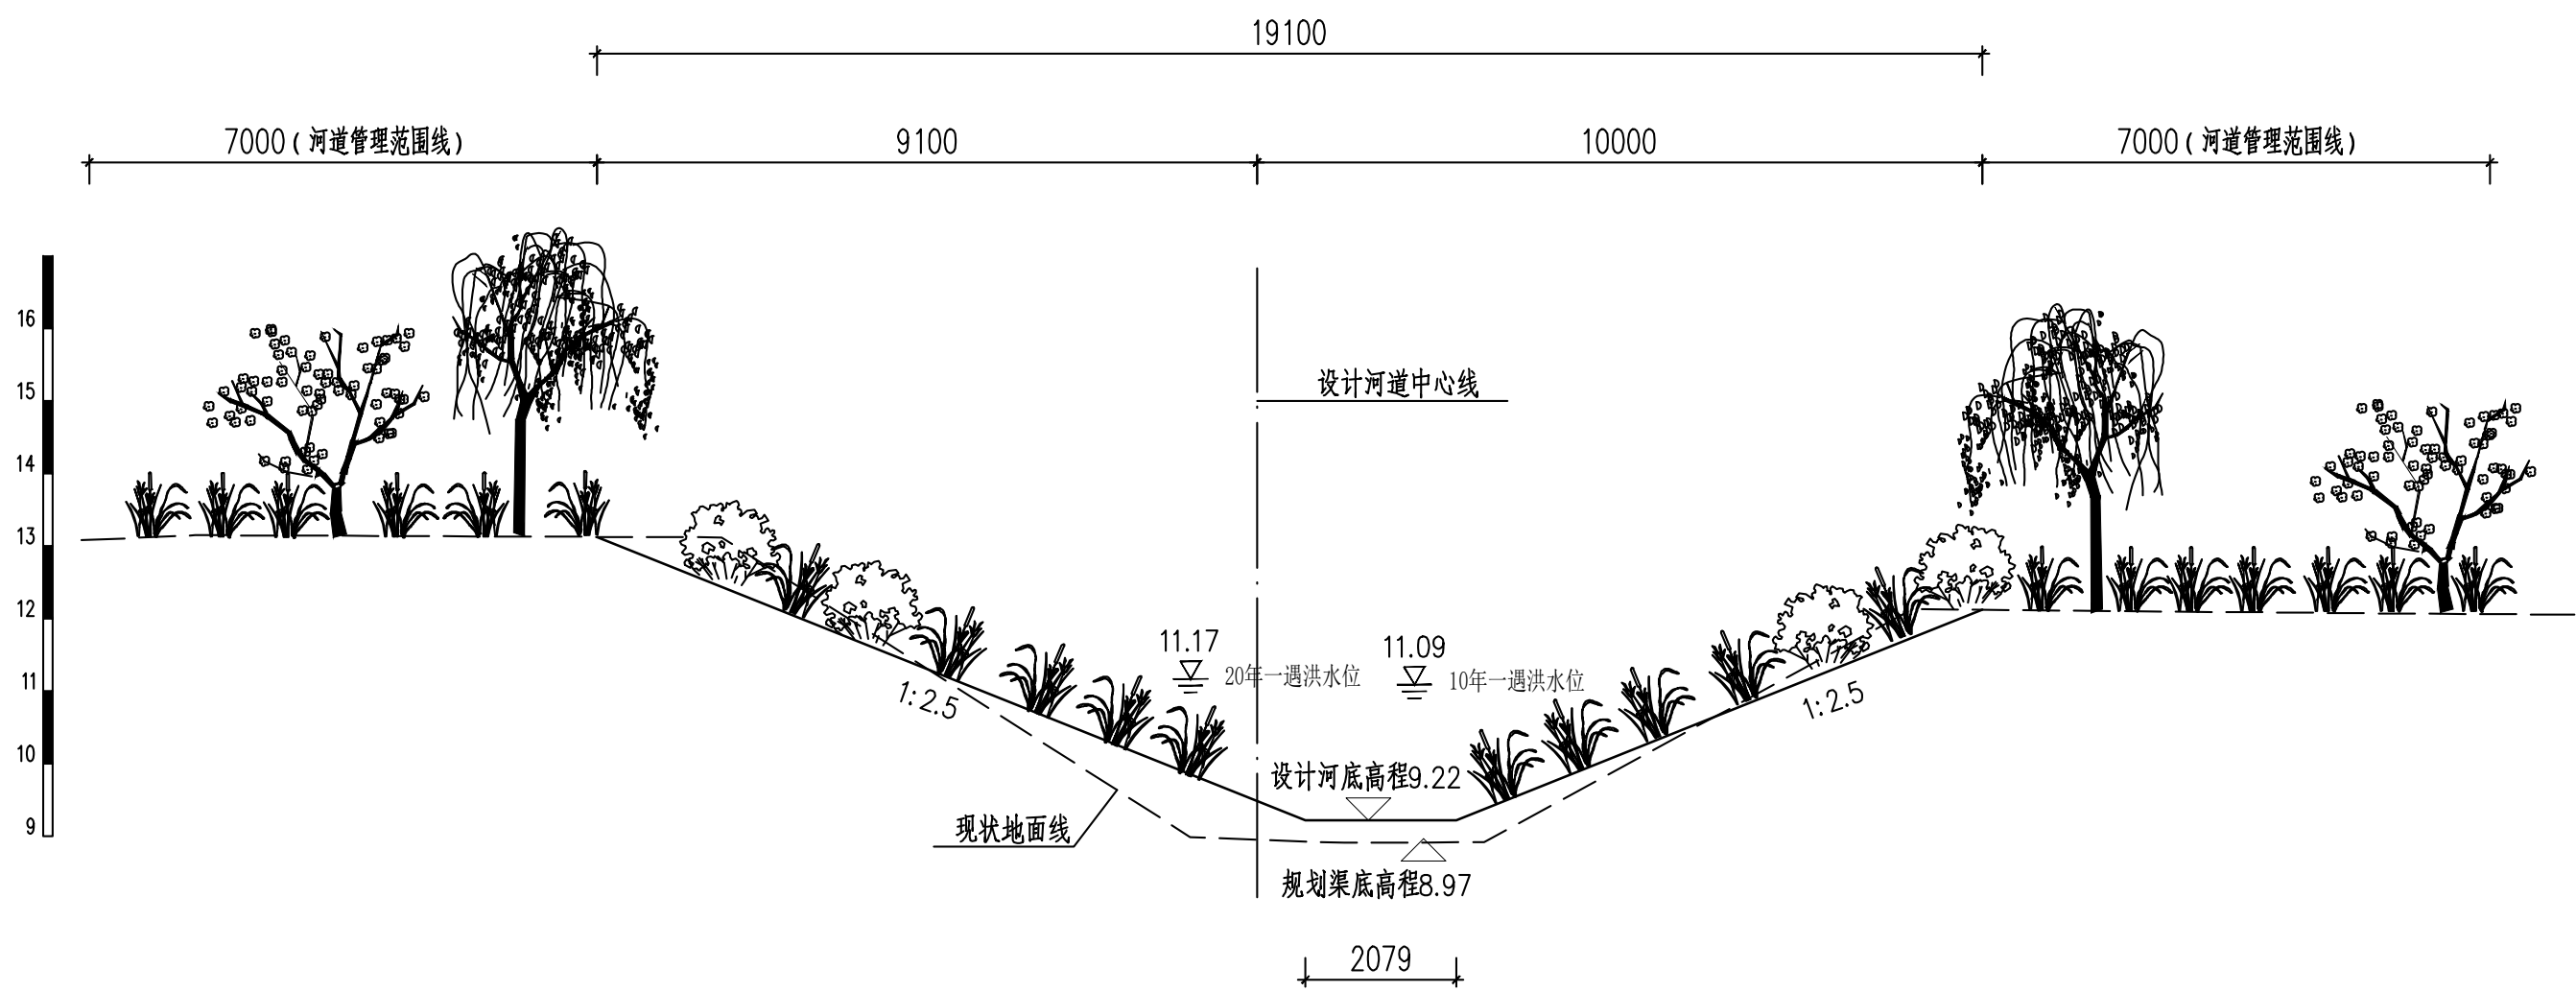 19100
7000(河道管理范围线)
9100
10000
7000(河道管理范围线)
16
15
14
13
12
11
10
9
设计河道中心线
11.17
20年一遇洪水位
11.09
10年一遇洪水位
1:2.5
1:2.5
设计河底高程9.22
现状地面线
规划渠底高程8.97
2079